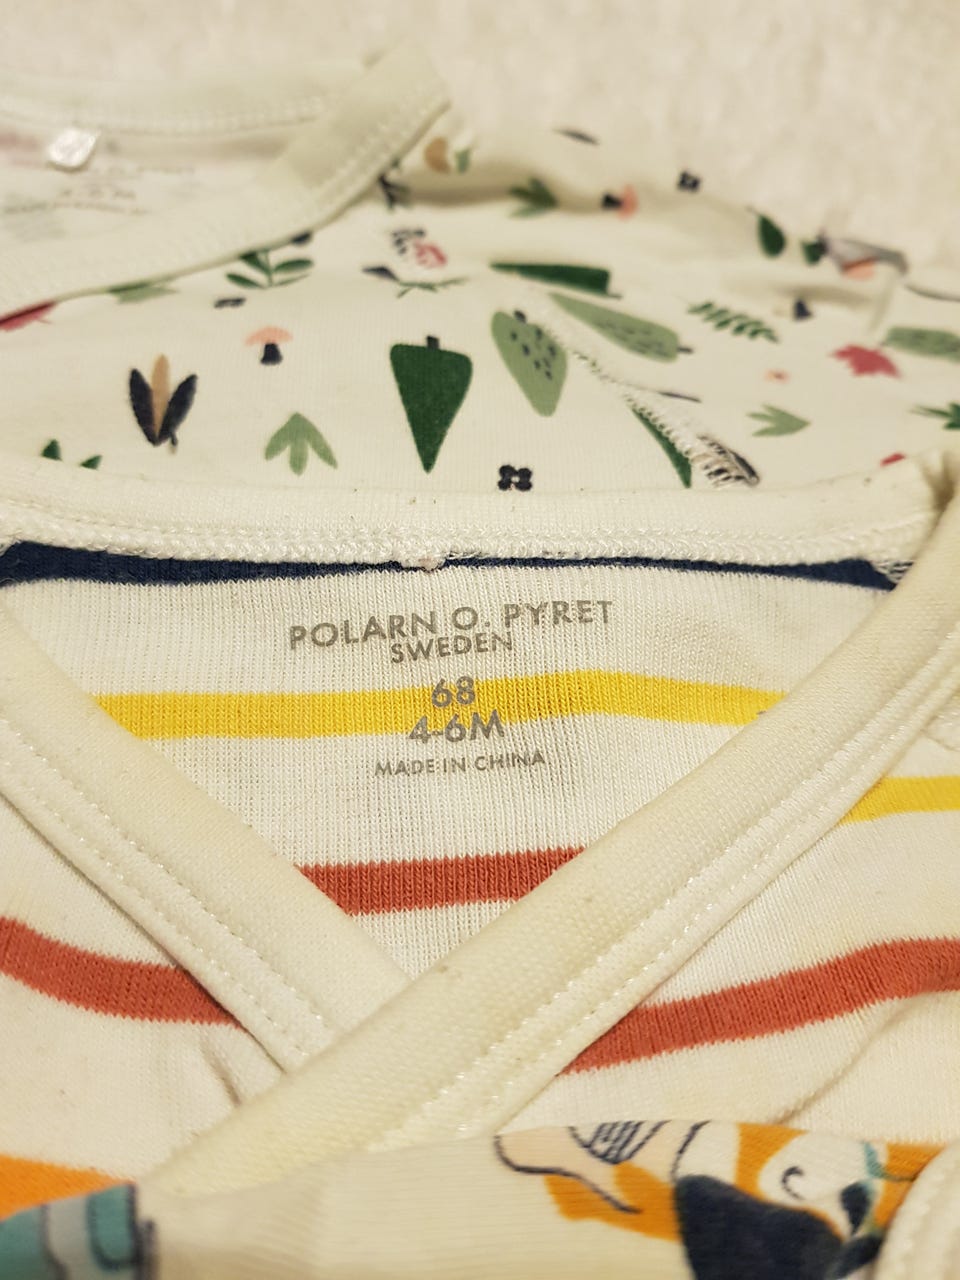 POLARN O. PYRET
SWEDEN
68
4-6M
MADE IN CHINA